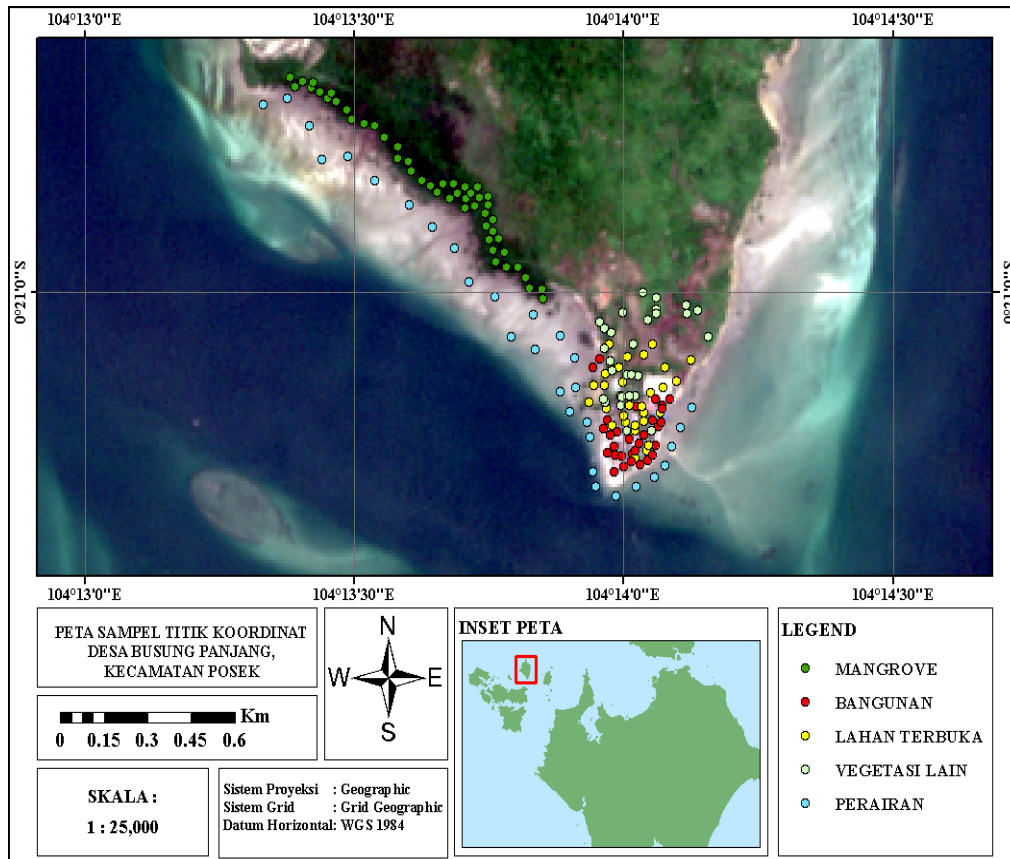 104°13'0"E 104°13'30"E 104°14'0"E 104°14'30"E
0°21'0"S
0°21'0"S
104°13'0"E 104°13'30"E 104°14'0"E 104°14'30"E
PETA SAMPEL TITIK KOORDINAT
DESA BUSUNG PANJANG,
KECAMATAN POSEK
Km
0 0.15 0.3 0.45 0.6
SKALA :
1 : 25,000
N
W E
S
Sistem Proyeksi : Geographic
Sistem Grid : Grid Geographic
Datum Horizontal: WGS 1984
INSET PETA
LEGEND
MANGROVE
BANGUNAN
LAHAN TERBUKA
VEGETASI LAIN
PERAIRAN